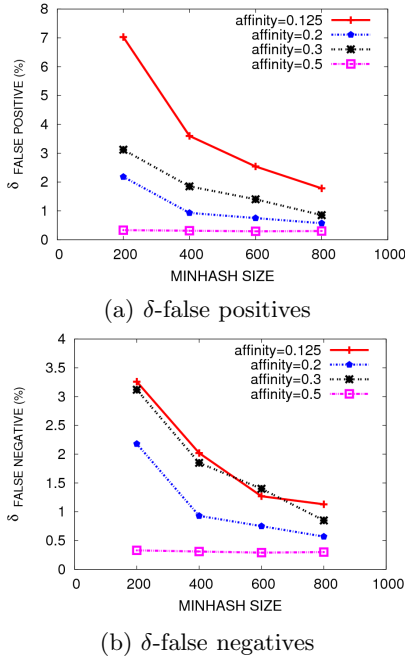 8
7
6
5
4
3
2
1
0
δ FALSE POSITIVE (%)
affinity=0.125
affinity=0.2
affinity=0.3
affinity=0.5
0 200 400 600 800 1000
MINHASH SIZE
(a) δ-false positives
4
3.5
3
2.5
2
1.5
1
0.5
0
δ FALSE NEGATIVE (%)
affinity=0.125
affinity=0.2
affinity=0.3
affinity=0.5
0 200 400 600 800 1000
MINHASH SIZE
(b) δ-false negatives